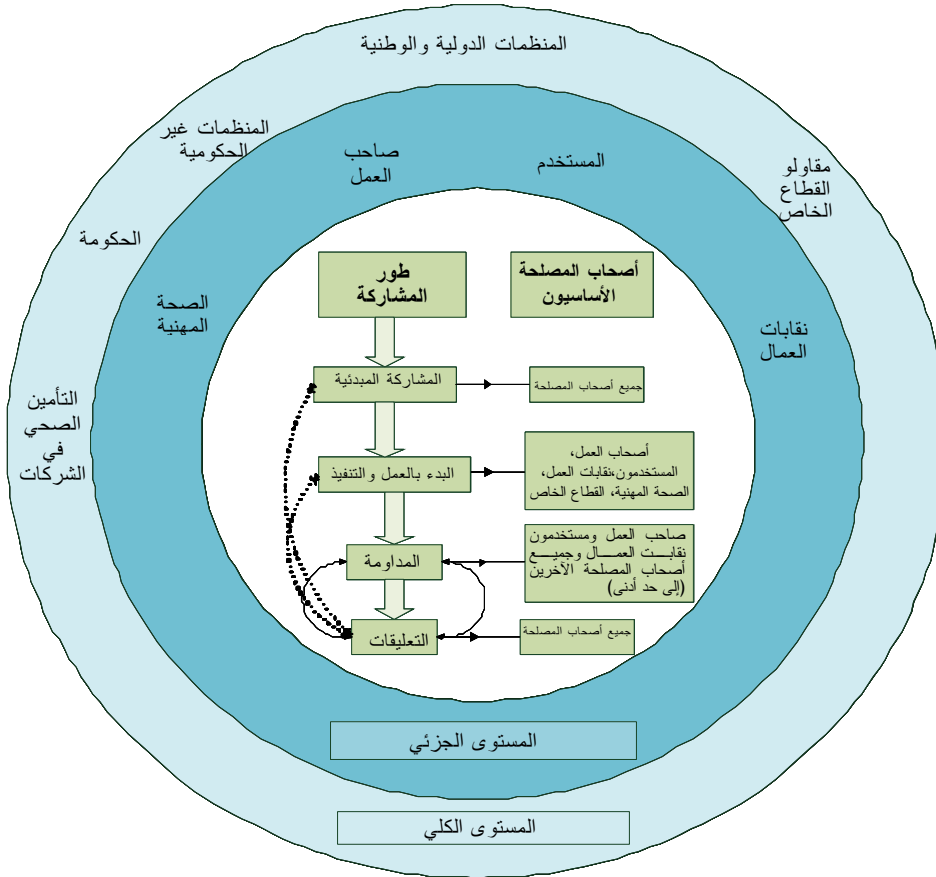 المنظمات الدولية والوطنية
المنظمات غير
الحكومية
صاحب
العمل
المستخدم
مقاولو
القطاع
الخاص
الحكومة
الصحة
المهنية
نقابات
العمال
التأمين
الصحي
في
الشركات
طور
المشاركة
أصحاب المصلحة
الأساسيون
المشاركة المبدئية
جميع أصحاب المصلحة
البدء بالعمل والتنفيذ
أصحاب العمل،
المستخدمون،نقابات العمل،
الصحة المهنية، القطاع الخاص
المداومة
صاحب العمل ومستخدمون
نقابت العمال وجميع
أصحاب المصلحة الآخرين
(إلى حد أدنى)
التعليقات
جميع أصحاب المصلحة
المستوى الجزئي
المستوى الكلي